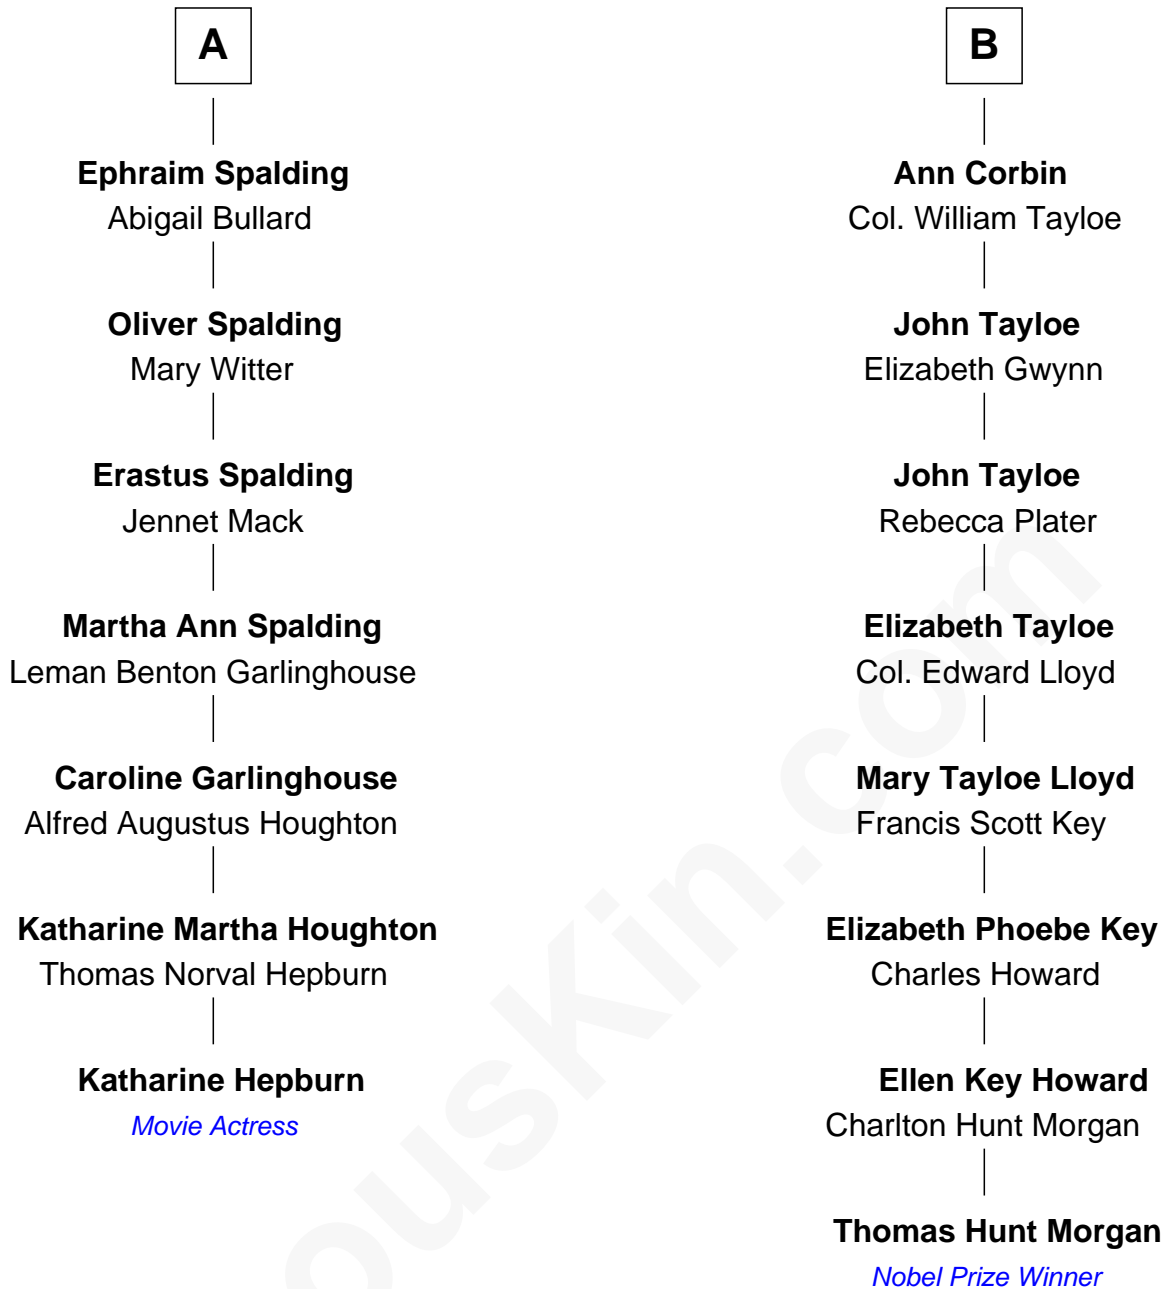 A
Ephraim Spalding
Abigail Bullard
Oliver Spalding
Mary Witter
Erastus Spalding
Jennet Mack
Martha Ann Spalding
Leman Benton Garlinghouse
Caroline Garlinghouse
Alfred Augustus Houghton
Katharine Martha Houghton
Thomas Norval Hepburn
Katharine Hepburn
Movie Actress
B
Ann Corbin
Col. William Tayloe
John Tayloe
Elizabeth Gwynn
John Tayloe
Rebecca Plater
Elizabeth Tayloe
Col. Edward Lloyd
Mary Tayloe Lloyd
Francis Scott Key
Elizabeth Phoebe Key
Charles Howard
Ellen Key Howard
Charlton Hunt Morgan
Thomas Hunt Morgan
Nobel Prize Winner
ousKin.com